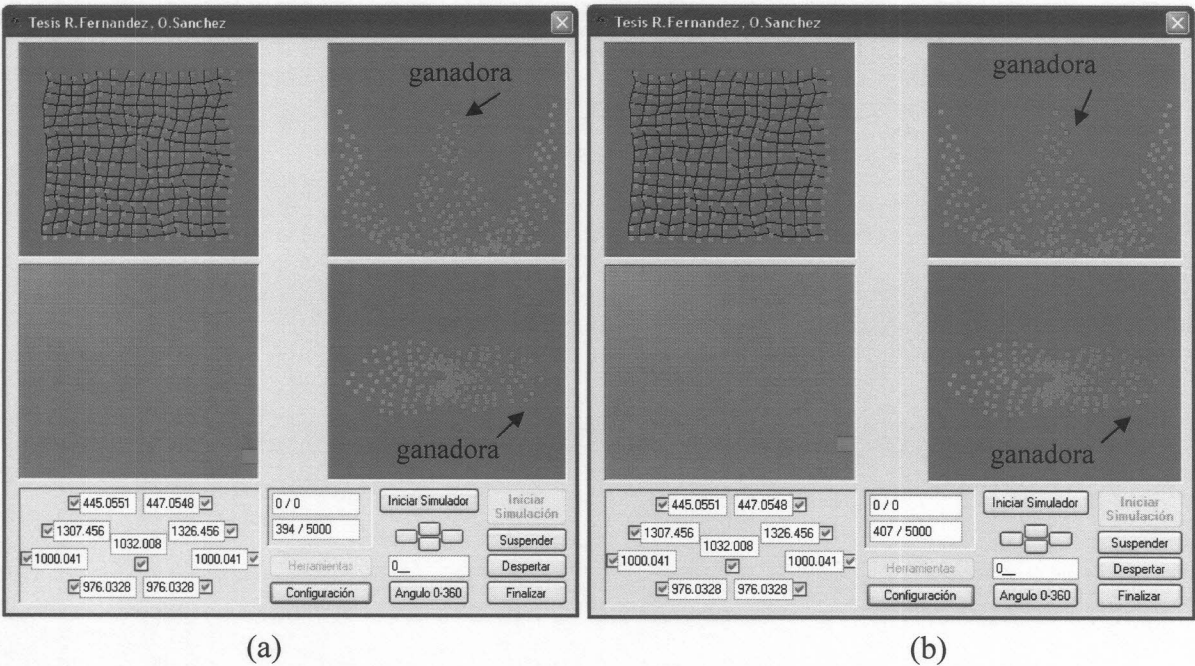 Tesis R.Fernandez, O.Sanchez
ganadora
ganadora
445.0551 447.0548
1307.456 1326.456
1032.008
1000.041 1000.041
976.0328 976.0328
0 / 0
394 / 5000
Herramientas
Configuración
Iniciar Simulador
0__
Angulo 0-360
Iniciar
Simulación
Suspender
Despertar
Finalizar
(a)
Tesis R.Fernandez, O.Sanchez
ganadora
ganadora
445.0551 447.0548
1307.456 1326.456
1032.008
1000.041 1000.041
976.0328 976.0328
0 / 0
407 / 5000
Herramientas
Configuración
Iniciar Simulador
0__
Angulo 0-360
Iniciar
Simulación
Suspender
Despertar
Finalizar
(b)